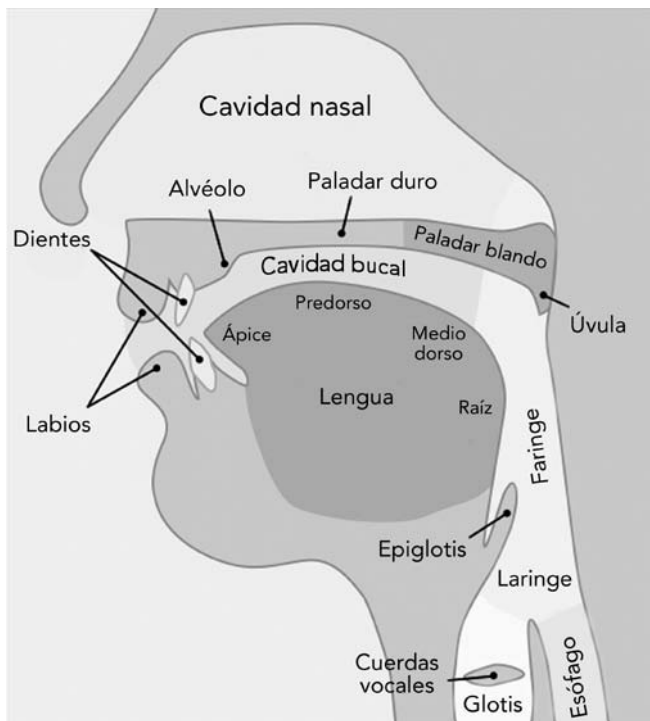 Cavidad nasal
Alvéolo
Paladar duro
Dientes
Paladar blando
Cavidad bucal
Úvula
Predorso
Ápice
Medio
dorso
Lengua
Raíz
Labios
Faringe
Epiglotis
Laringe
Cuerdas
vocales
Glotis
Esófago